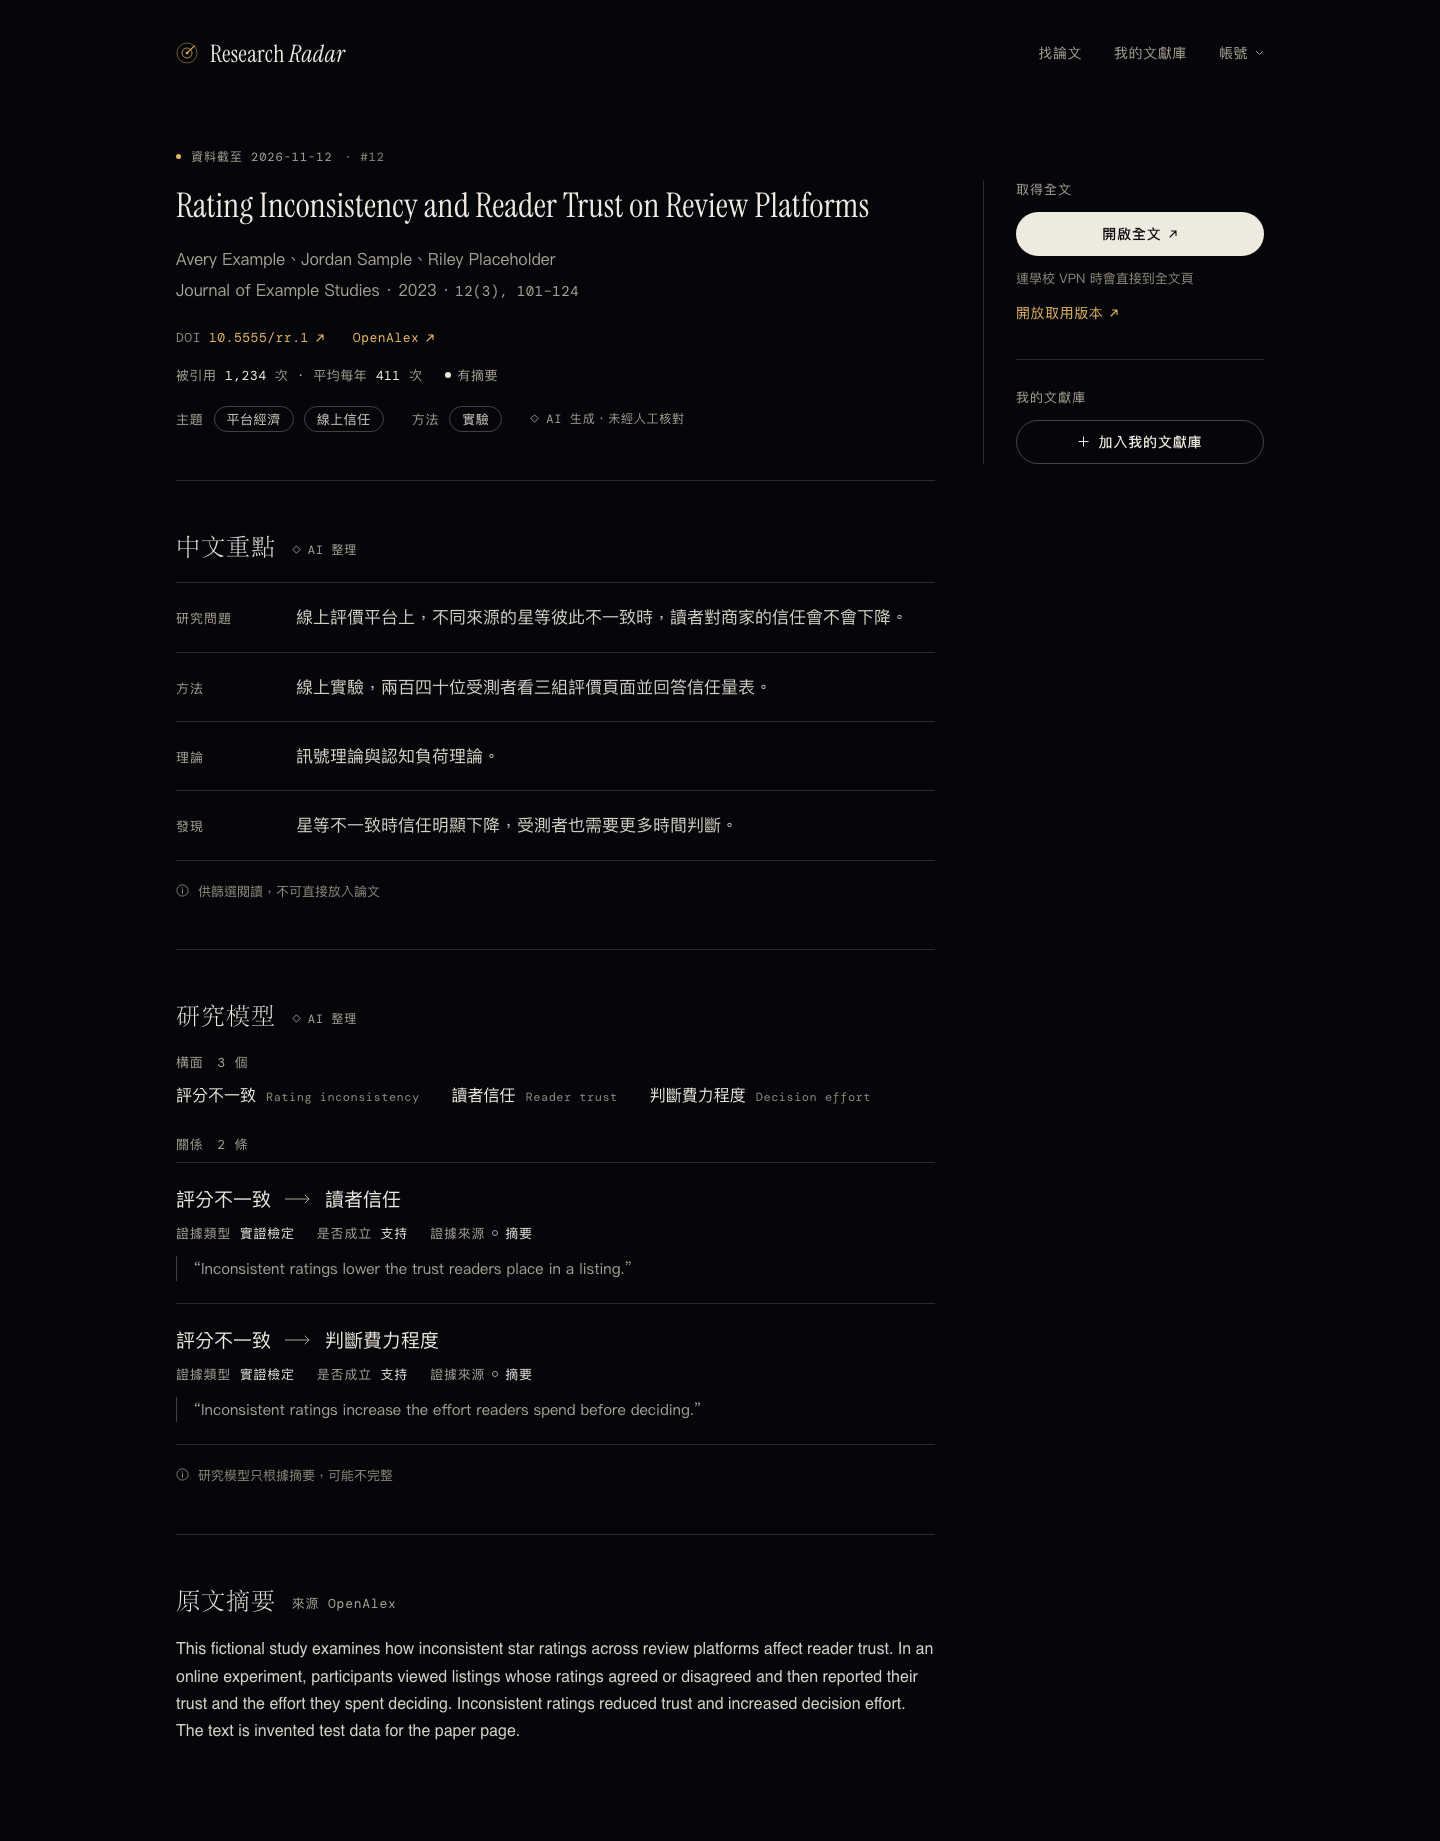 Research Radar
找論文 我的文獻庫 帳號
資料截至 2026-11-12 · #12
Rating Inconsistency and Reader Trust on Review Platforms
Avery Example、Jordan Sample、Riley Placeholder
Journal of Example Studies · 2023 · 12(3), 101-124
DOI 10.5555/rr.1 ↗ OpenAlex ↗
被引用 1,234 次 · 平均每年 411 次 有摘要
主題 平台經濟 線上信任 方法 實驗 ◇ AI 生成·未經人工核對
取得全文
開啟全文 ↗
連學校 VPN 時會直接到全文頁
開放取用版本 ↗
我的文獻庫
+ 加入我的文獻庫
中文重點 ◇ AI 整理
研究問題 線上評價平台上，不同來源的星等彼此不一致時，讀者對商家的信任會不會下降。
方法 線上實驗，兩百四十位受測者看三組評價頁面並回答信任量表。
理論 訊號理論與認知負荷理論。
發現 星等不一致時信任明顯下降，受測者也需要更多時間判斷。
供篩選閱讀，不可直接放入論文
研究模型 ◇ AI 整理
構面 3 個
評分不一致 Rating inconsistency 讀者信任 Reader trust 判斷費力程度 Decision effort
關係 2 條
評分不一致 → 讀者信任
證據類型 實證檢定 是否成立 支持 證據來源 摘要
“Inconsistent ratings lower the trust readers place in a listing.”
評分不一致 → 判斷費力程度
證據類型 實證檢定 是否成立 支持 證據來源 摘要
“Inconsistent ratings increase the effort readers spend before deciding.”
研究模型只根據摘要，可能不完整
原文摘要 來源 OpenAlex
This fictional study examines how inconsistent star ratings across review platforms affect reader trust. In an
online experiment, participants viewed listings whose ratings agreed or disagreed and then reported their
trust and the effort they spent deciding. Inconsistent ratings reduced trust and increased decision effort.
The text is invented test data for the paper page.